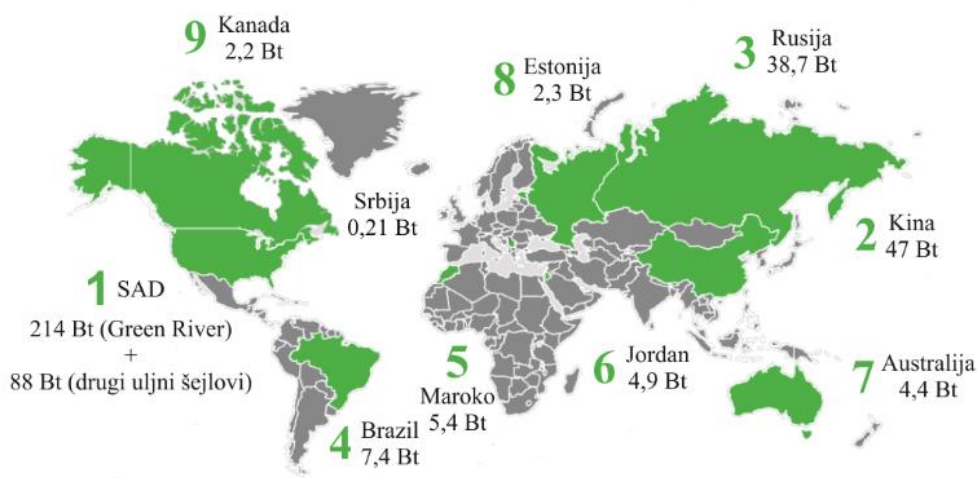 9 Kanada
2,2 Bt
8 Estonija
2,3 Bt
3 Rusija
38,7 Bt
Srbija
0,21 Bt
2 Kina
47 Bt
1 SAD
214 Bt (Green River)
+
88 Bt (drugi uljni šejlovi)
4 Brazil
7,4 Bt
5
Maroko
5,4 Bt
6 Jordan
4,9 Bt
7 Australija
4,4 Bt